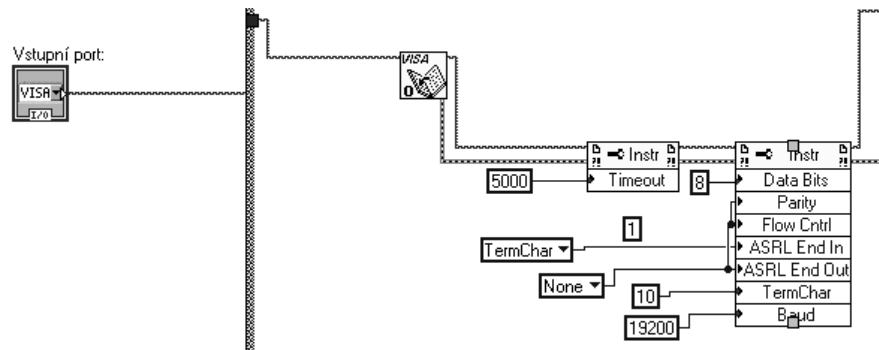 Vstupní port:
VISA
I/O
VISA
0
Instr
Timeout
5000
Instr
Data Bits
Parity
Flow Cntrl
ASRL End In
ASRL End Out
TermChar
Baud
8
1
TermChar
None
10
19200